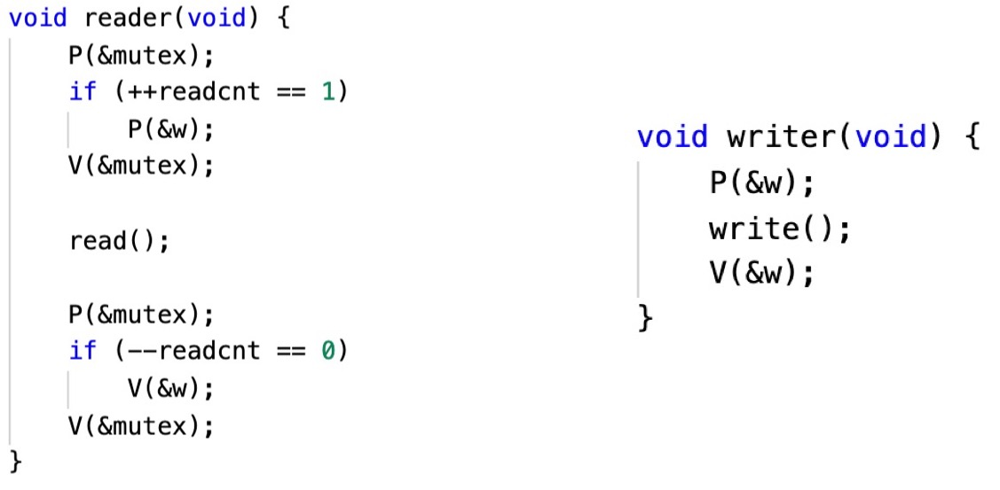 void reader(void) {
P(&mutex);
if (++readcnt == 1)
P(&w);
V(&mutex);
read();
P(&mutex);
if (--readcnt == 0)
V(&w);
V(&mutex);
}
void writer(void) {
P(&w);
write();
V(&w);
}